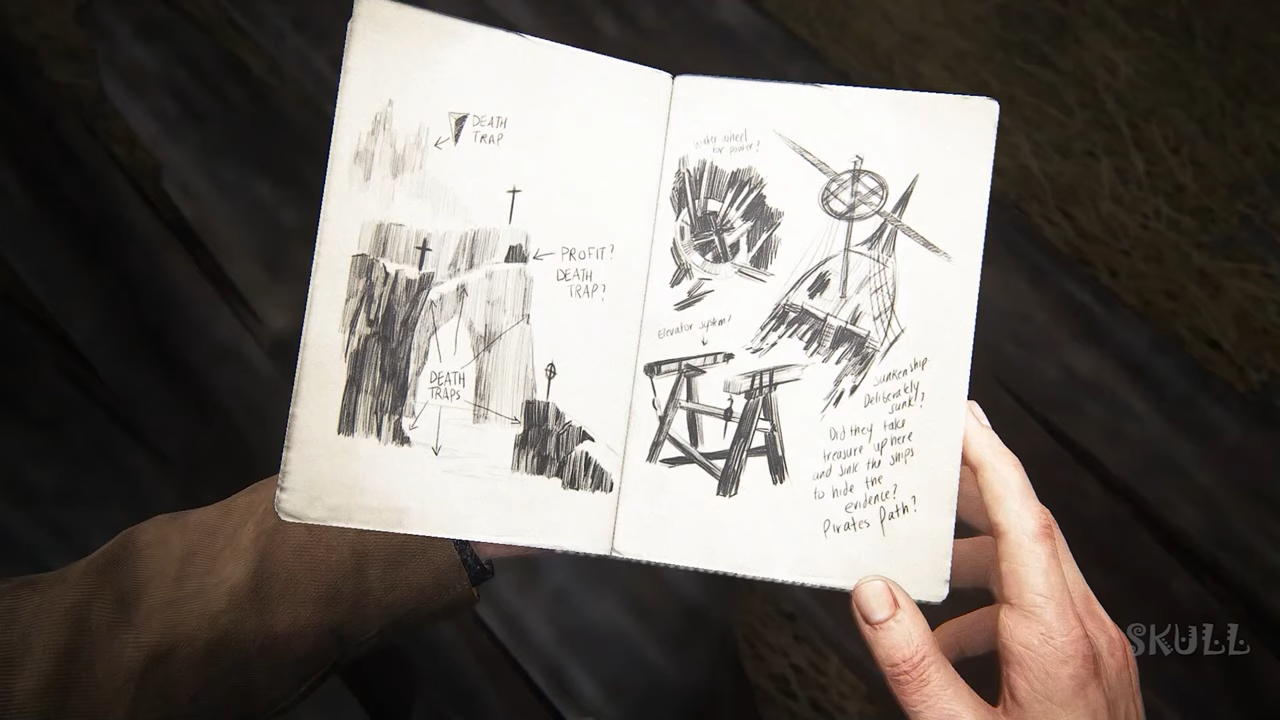 DEATH
TRAP
PROFIT?
DEATH
TRAP?
DEATH
TRAPS
Water wheel
for power?
Elevator system?
Sunken ship
Deliberately
sunk!?
Did they take
treasure up here
and sink the ships
to hide the
evidence?
Pirates Path?
SKULL